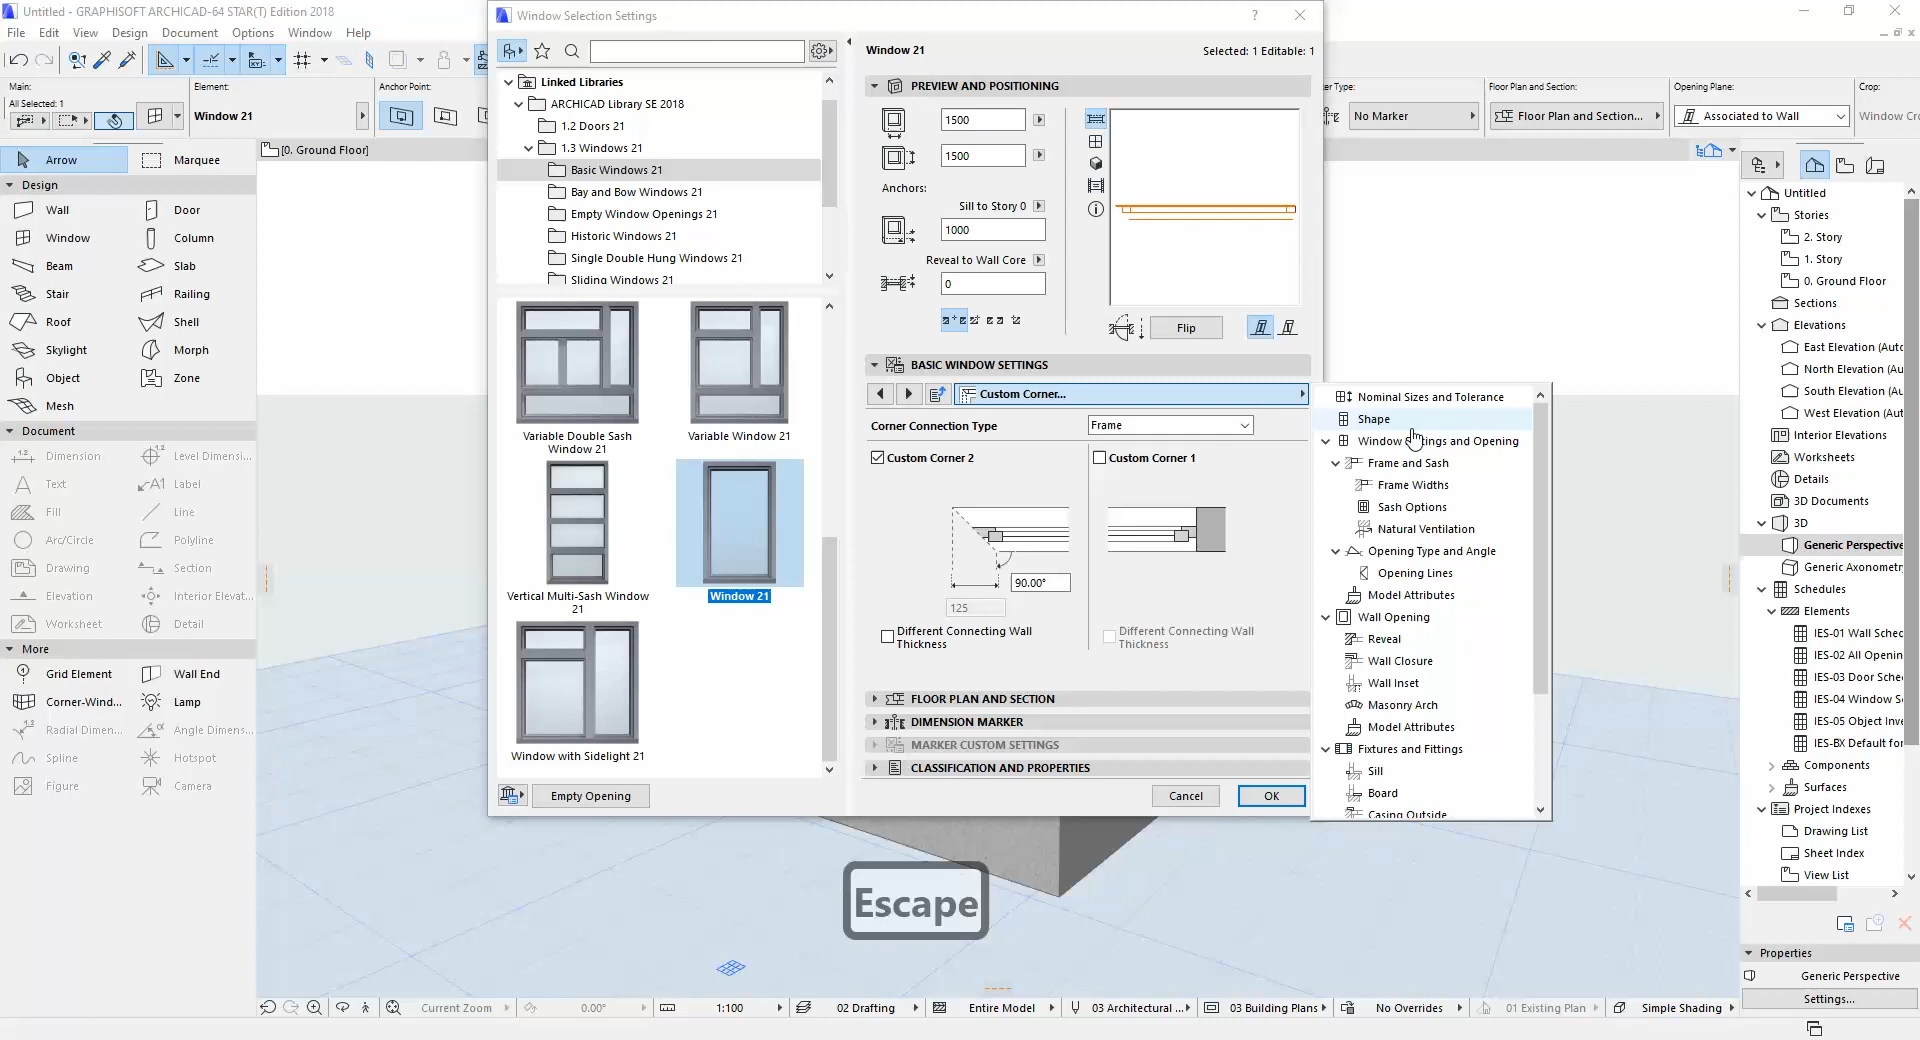 Untitled - GRAPHISOFT ARCHICAD-64 STAR(T) Edition 2018
File Edit View Design Document Options Window Help
Main:
All Selected: 1
Element:
Window 21
Anchor Point:
Window Selection Settings
?
Linked Libraries
ARCHICAD Library SE 2018
1.2 Doors 21
1.3 Windows 21
Basic Windows 21
Bay and Bow Windows 21
Empty Window Openings 21
Historic Windows 21
Single Double Hung Windows 21
Sliding Windows 21
Variable Double Sash
Window 21
Variable Window 21
Vertical Multi-Sash Window
21
Window 21
Window with Sidelight 21
Empty Opening
Window 21
Selected: 1 Editable: 1
PREVIEW AND POSITIONING
1500
1500
Anchors:
Sill to Story 0
1000
Reveal to Wall Core
0
Flip
BASIC WINDOW SETTINGS
Custom Corner...
Corner Connection Type
Frame
Custom Corner 2
Custom Corner 1
90.00°
125
Different Connecting Wall
Thickness
Different Connecting Wall
Thickness
FLOOR PLAN AND SECTION
DIMENSION MARKER
MARKER CUSTOM SETTINGS
CLASSIFICATION AND PROPERTIES
Cancel
OK
Nominal Sizes and Tolerance
Shape
Frame and Sash
Frame Widths
Sash Options
Natural Ventilation
Opening Type and Angle
Opening Lines
Model Attributes
Wall Opening
Reveal
Wall Closure
Wall Inset
Masonry Arch
Model Attributes
Fixtures and Fittings
Sill
Board
Casing Outside
No Marker
Floor Plan and Section:
Floor Plan and Section...
Opening Plane:
Associated to Wall
Crop:
[0. Ground Floor]
Arrow
Marquee
Design
Wall
Door
Window
Column
Beam
Slab
Stair
Railing
Roof
Shell
Skylight
Morph
Object
Zone
Mesh
Document
Dimension
Level Dimensi...
Text
Label
Fill
Line
Arc/Circle
Polyline
Drawing
Section
Elevation
Interior Elevat...
Worksheet
Detail
More
Grid Element
Wall End
Corner-Wind...
Lamp
Radial Dimen...
Angle Dimens...
Spline
Hotspot
Figure
Camera
Untitled
Stories
2. Story
1. Story
0. Ground Floor
Sections
Elevations
East Elevation (Auto
North Elevation (Au
South Elevation (Au
West Elevation (Aut
Interior Elevations
Worksheets
Details
3D Documents
3D
Generic Perspective
Generic Axonometr
Schedules
Elements
IES-01 Wall Sched
IES-02 All Openin
IES-03 Door Sche
IES-04 Window Sc
IES-05 Object Inve
IES-BX Default for
Components
Surfaces
Project Indexes
Drawing List
Sheet Index
View List
Properties
Generic Perspective
Settings...
Escape
Current Zoom
0.00°
1:100
02 Drafting
Entire Model
03 Architectural ...
03 Building Plans
No Overrides
01 Existing Plan
Simple Shading